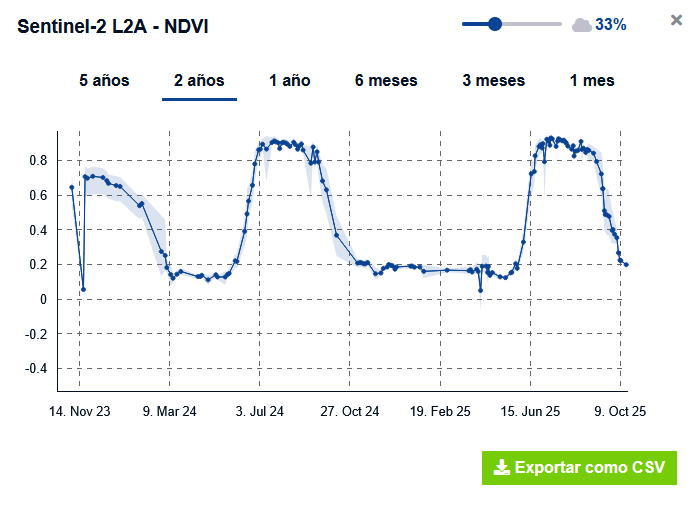 Sentinel-2 L2A - NDVI
33%
×
5 años 2 años 1 año 6 meses 3 meses 1 mes
0.8
0.6
0.4
0.2
0
-0.2
-0.4
14. Nov 23 9. Mar 24 3. Jul 24 27. Oct 24 19. Feb 25 15. Jun 25 9. Oct 25
Exportar como CSV